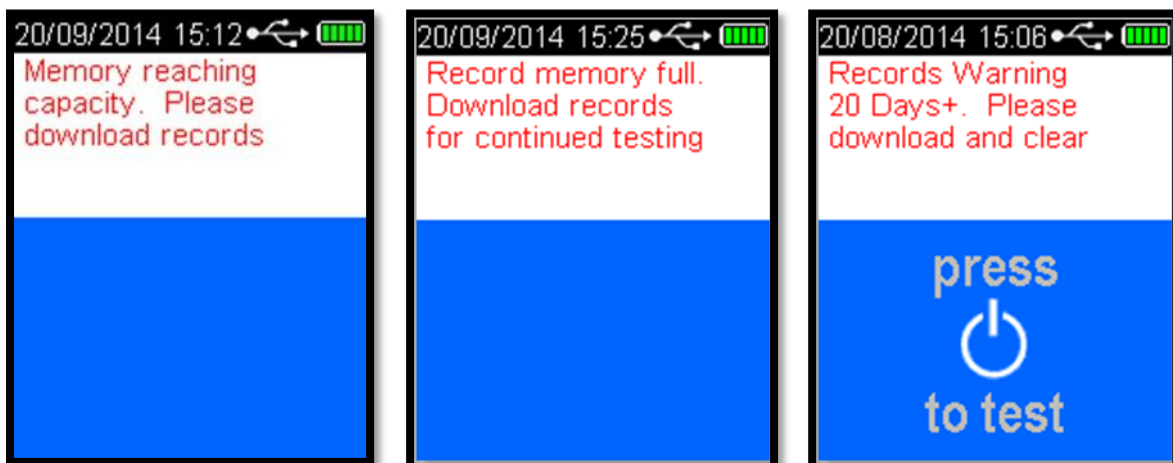 20/09/2014 15:12
Memory reaching
capacity. Please
download records
20/09/2014 15:25
Record memory full.
Download records
for continued testing
20/08/2014 15:06
Records Warning
20 Days+. Please
download and clear
press
to test